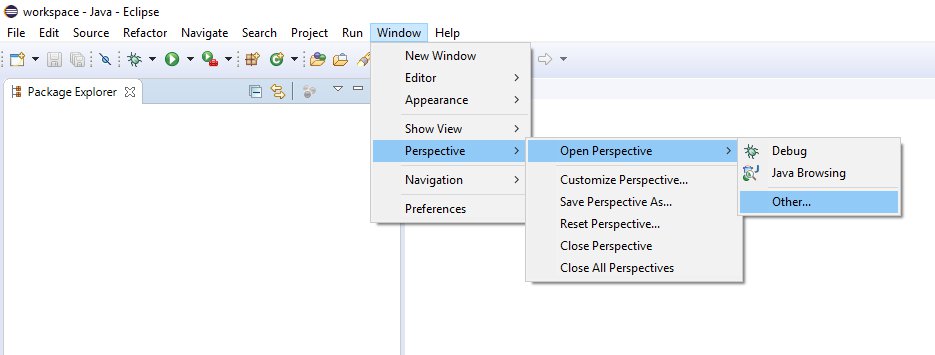 workspace - Java - Eclipse
File Edit Source Refactor Navigate Search Project Run Window Help
Package Explorer
New Window
Editor
Appearance
Show View
Perspective
Navigation
Preferences
Open Perspective
Customize Perspective...
Save Perspective As...
Reset Perspective...
Close Perspective
Close All Perspectives
Debug
Java Browsing
Other...